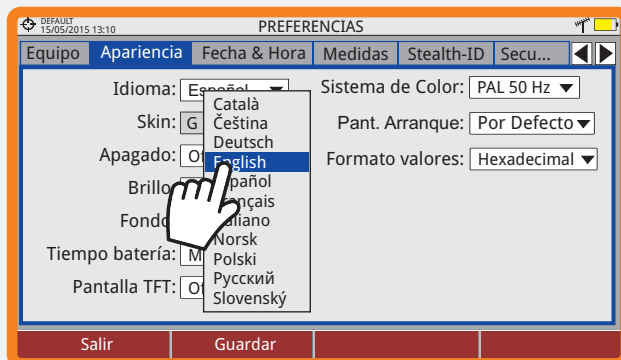 DEFAULT
15/05/2015 13:10
PREFERENCIAS
Equipo Apariencia Fecha & Hora Medidas Stealth-ID Secu...
Idioma: Español
Skin: G
Apagado:
Brillo
Fondo
Tiempo batería: M
Pantalla TFT:
Català
Čeština
Deutsch
English
Français
Norsk
Polski
Русский
Slovenský
Sistema de Color: PAL 50 Hz
Pant. Arranque: Por Defecto
Formato valores: Hexadecimal
Salir Guardar